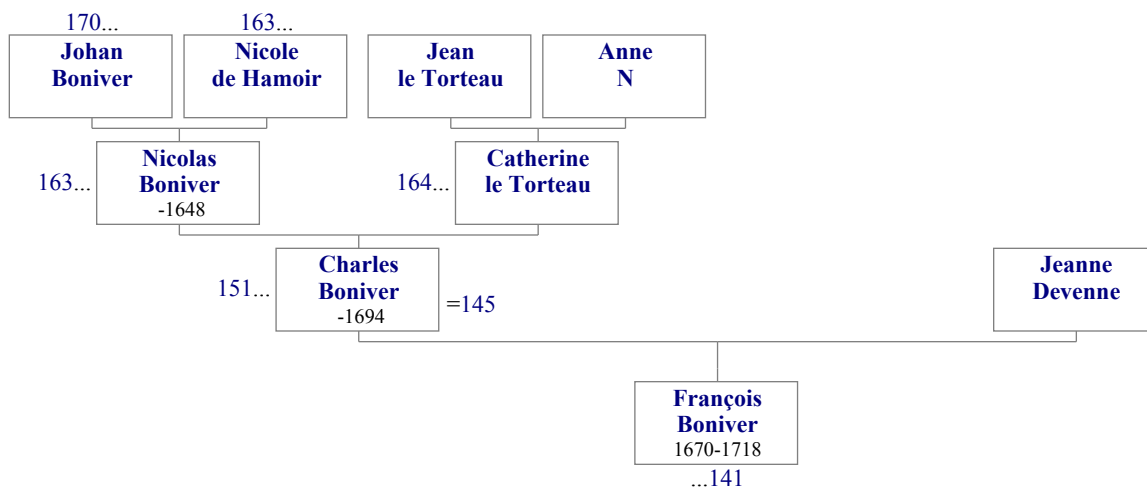 170...
163...
Johan
Boniver
Nicole
de Hamoir
Jean
le Torteau
Anne
N
163...
Nicolas
Boniver
-1648
164...
Catherine
le Torteau
151...
Charles
Boniver
-1694
=145
Jeanne
Devenne
François
Boniver
1670-1718
...141